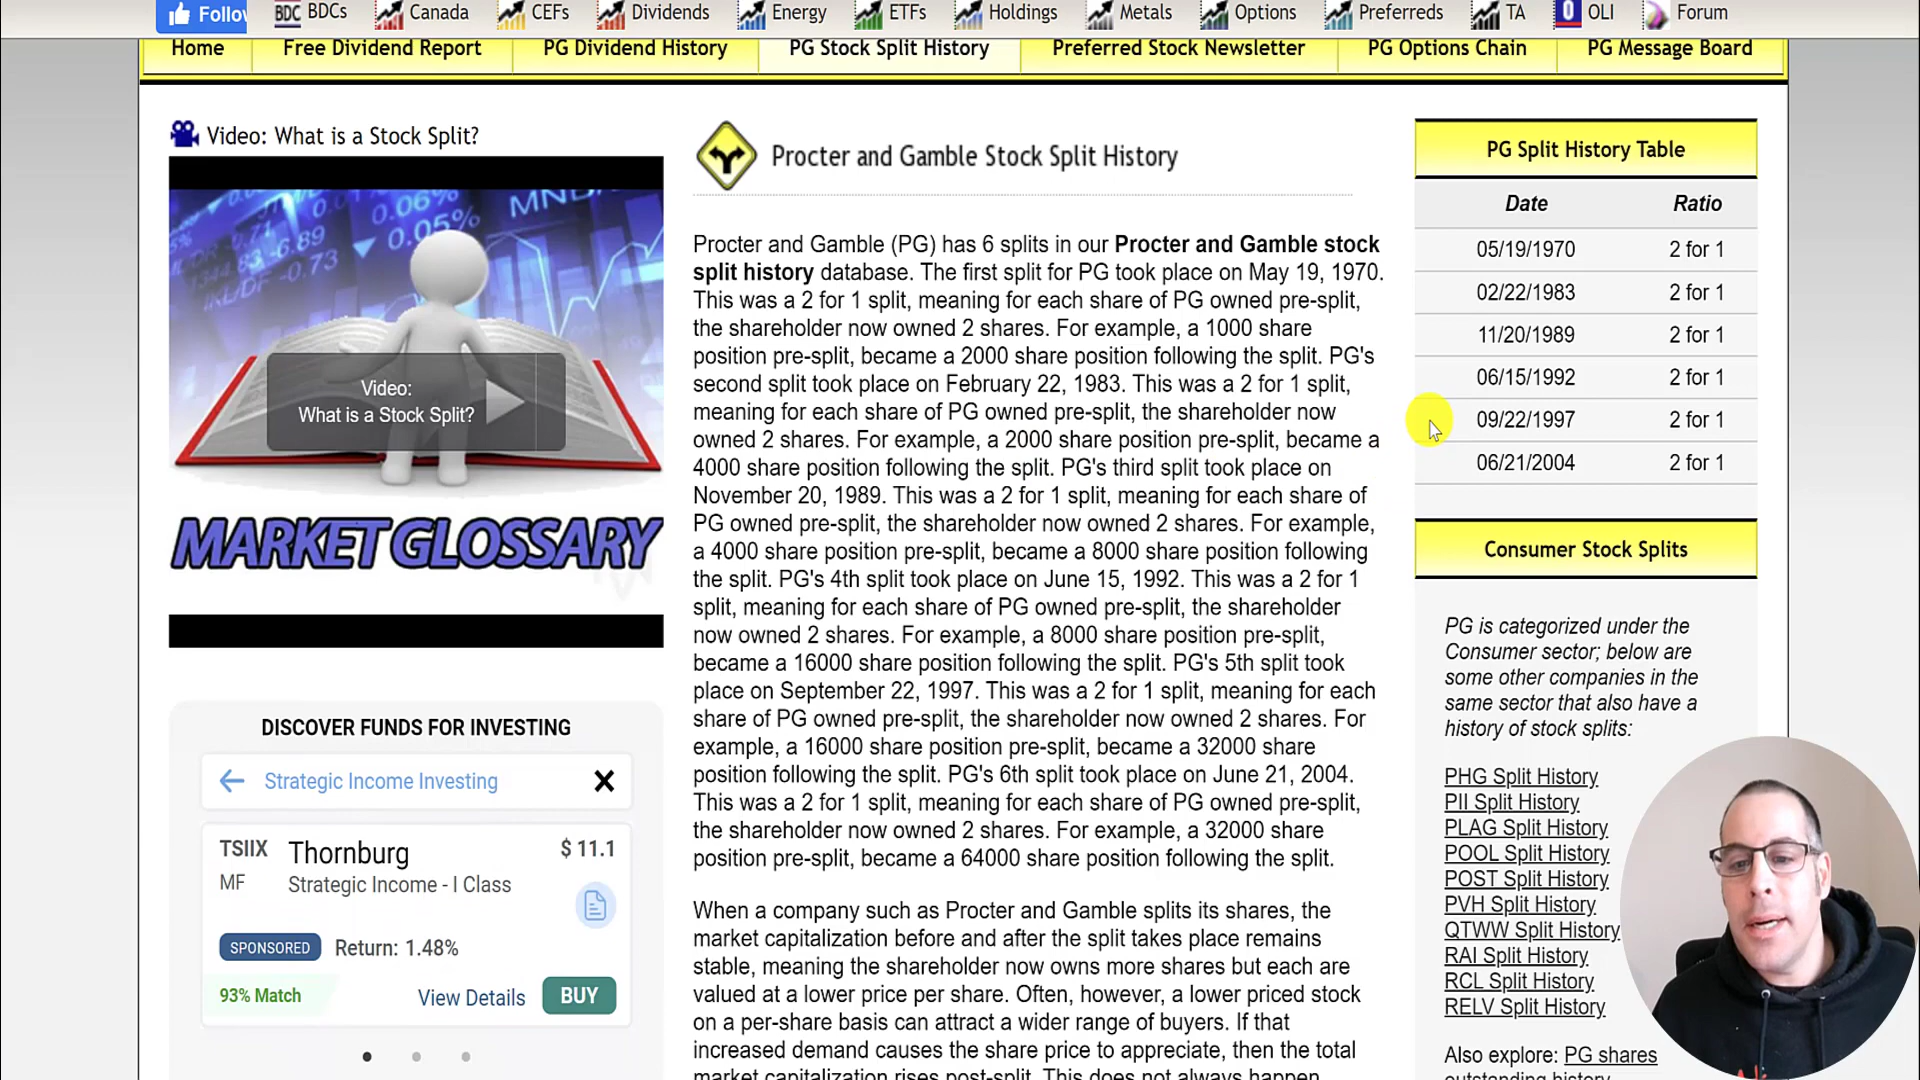 Follow
BDC BDCs
Canada
CEFs
Dividends
Energy
ETFs
Holdings
Metals
Options
Preferreds
TA
O OLI
Forum
Home
Free Dividend Report
PG Dividend History
PG Stock Split History
Preferred Stock Newsletter
PG Options Chain
PG Message Board
Video: What is a Stock Split?
0.06%
0.05%
-6.89
-0.73
Video:
What is a Stock Split?
MARKET GLOSSARY
DISCOVER FUNDS FOR INVESTING
Strategic Income Investing
TSIIX Thornburg $ 11.1
MF Strategic Income - I Class
SPONSORED Return: 1.48%
93% Match View Details BUY
Procter and Gamble Stock Split History
Procter and Gamble (PG) has 6 splits in our Procter and Gamble stock
split history database. The first split for PG took place on May 19, 1970.
This was a 2 for 1 split, meaning for each share of PG owned pre-split,
the shareholder now owned 2 shares. For example, a 1000 share
position pre-split, became a 2000 share position following the split. PG's
second split took place on February 22, 1983. This was a 2 for 1 split,
meaning for each share of PG owned pre-split, the shareholder now
owned 2 shares. For example, a 2000 share position pre-split, became a
4000 share position following the split. PG's third split took place on
November 20, 1989. This was a 2 for 1 split, meaning for each share of
PG owned pre-split, the shareholder now owned 2 shares. For example,
a 4000 share position pre-split, became a 8000 share position following
the split. PG's 4th split took place on June 15, 1992. This was a 2 for 1
split, meaning for each share of PG owned pre-split, the shareholder
now owned 2 shares. For example, a 8000 share position pre-split,
became a 16000 share position following the split. PG's 5th split took
place on September 22, 1997. This was a 2 for 1 split, meaning for each
share of PG owned pre-split, the shareholder now owned 2 shares. For
example, a 16000 share position pre-split, became a 32000 share
position following the split. PG's 6th split took place on June 21, 2004.
This was a 2 for 1 split, meaning for each share of PG owned pre-split,
the shareholder now owned 2 shares. For example, a 32000 share
position pre-split, became a 64000 share position following the split.
When a company such as Procter and Gamble splits its shares, the
market capitalization before and after the split takes place remains
stable, meaning the shareholder now owns more shares but each are
valued at a lower price per share. Often, however, a lower priced stock
on a per-share basis can attract a wider range of buyers. If that
increased demand causes the share price to appreciate, then the total
market capitalization rises post-split. This does not always happen
PG Split History Table
Date Ratio
05/19/1970 2 for 1
02/22/1983 2 for 1
11/20/1989 2 for 1
06/15/1992 2 for 1
09/22/1997 2 for 1
06/21/2004 2 for 1
Consumer Stock Splits
PG is categorized under the
Consumer sector; below are
some other companies in the
same sector that also have a
history of stock splits:
PHG Split History
PII Split History
PLAG Split History
POOL Split History
POST Split History
PVH Split History
QTWW Split History
RAI Split History
RCL Split History
RELV Split History
Also explore: PG shares
outstanding history